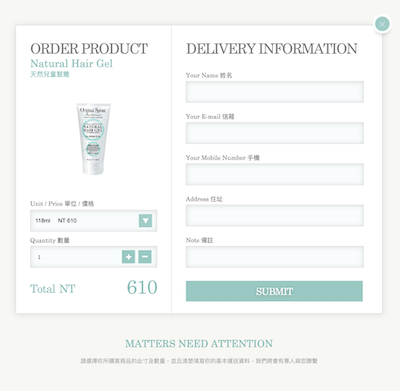 ORDER PRODUCT
Natural Hair Gel
天然兒童髮雕
Original Sprout
NATURAL
HAIR GEL
Unit / Price 單位 / 價格
118ml NT 610
Quantity 數量
1
Total NT 610
DELIVERY INFORMATION
Your Name 姓名
Your E-mail 信箱
Your Mobile Number 手機
Address 住址
Note 備註
SUBMIT
MATTERS NEED ATTENTION
請選擇你所購買商品的此寸及數量，並且清楚填寫你的基本運送資料，我們將會有專人與您聯繫